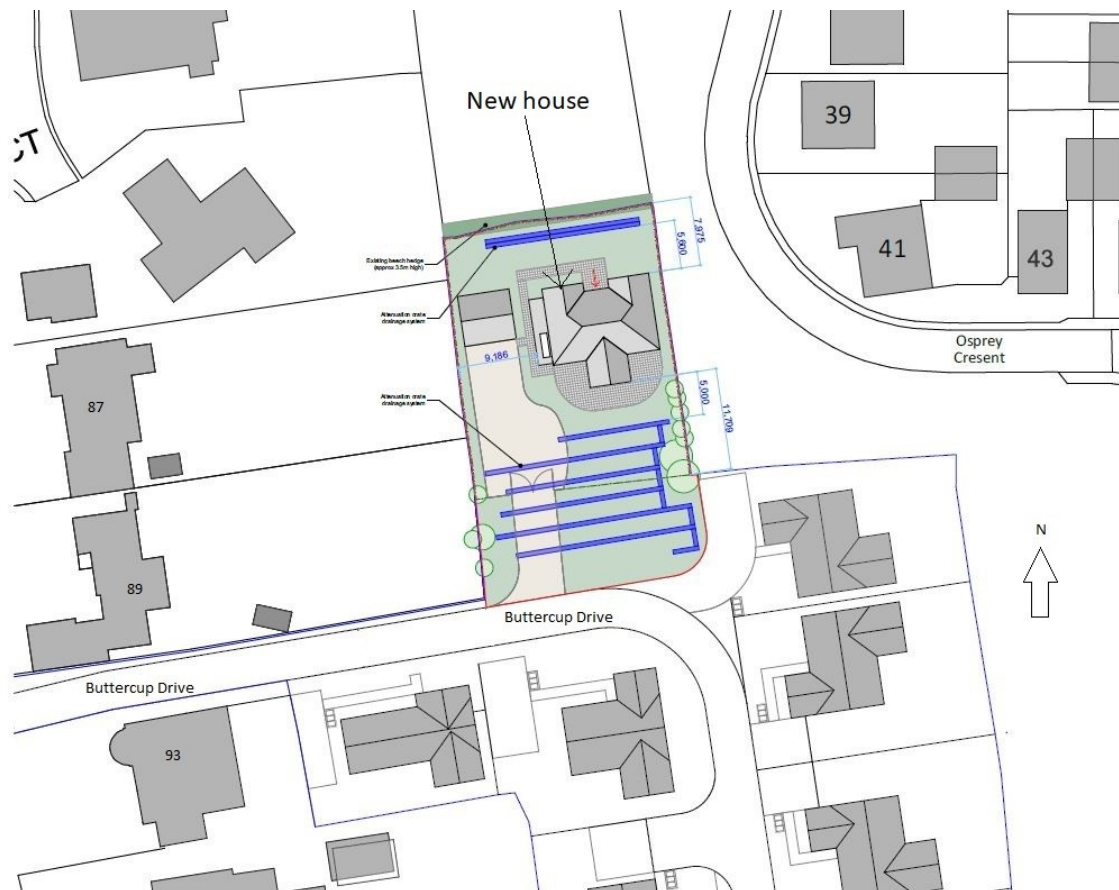 CT
New house
39
7,975
5,600
Existing beech hedge
(approx 3.5m high)
41
43
Attenuation crate
drainage system
Osprey
Cresent
9,186
87
5,000
11,709
Attenuation crate
drainage system
N
89
Buttercup Drive
Buttercup Drive
93